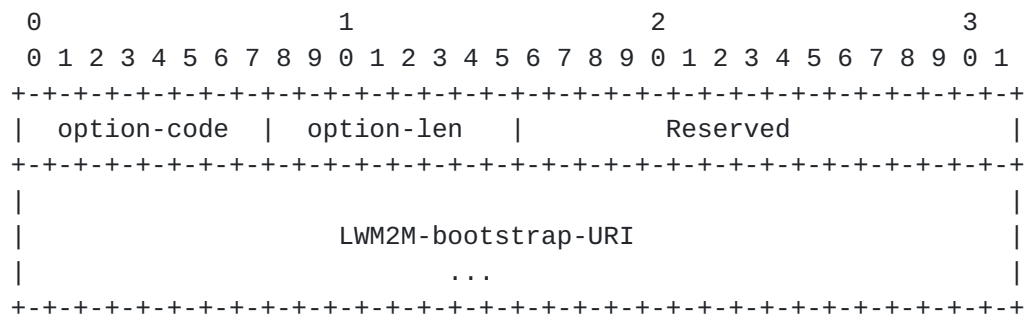 0                   1                   2                   3
 0 1 2 3 4 5 6 7 8 9 0 1 2 3 4 5 6 7 8 9 0 1 2 3 4 5 6 7 8 9 0 1
+-+-+-+-+-+-+-+-+-+-+-+-+-+-+-+-+-+-+-+-+-+-+-+-+-+-+-+-+-+-+-+-+
|  option-code  |  option-len   |         Reserved              |
+-+-+-+-+-+-+-+-+-+-+-+-+-+-+-+-+-+-+-+-+-+-+-+-+-+-+-+-+-+-+-+-+
|                                                               |
|                    LWM2M-bootstrap-URI                        |
|                           ...                                 |
+-+-+-+-+-+-+-+-+-+-+-+-+-+-+-+-+-+-+-+-+-+-+-+-+-+-+-+-+-+-+-+-+